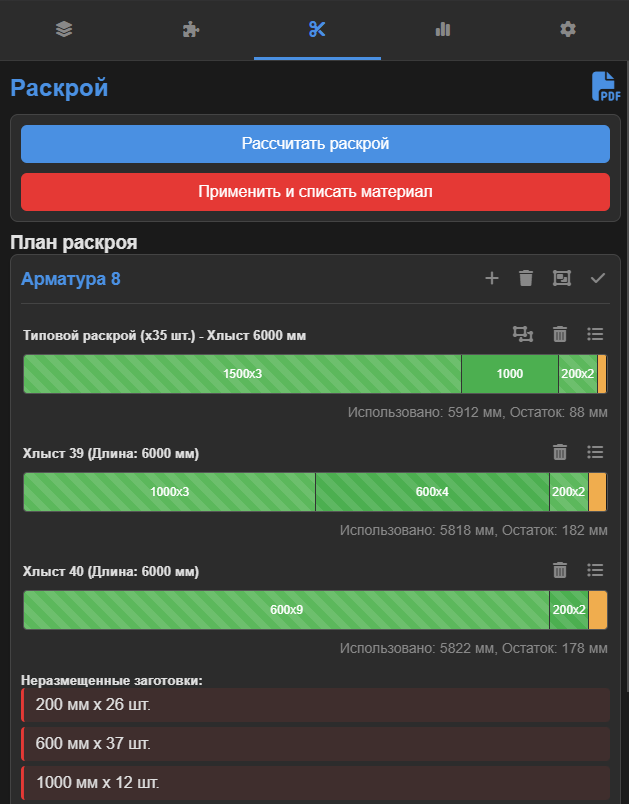 PDF
Раскрой
Рассчитать раскрой
Применить и списать материал
План раскроя
Арматура 8
Типовой раскрой (x35 шт.) - Хлыст 6000 мм
1500x3 1000 200x2
Использовано: 5912 мм, Остаток: 88 мм
Хлыст 39 (Длина: 6000 мм)
1000x3 600x4 200x2
Использовано: 5818 мм, Остаток: 182 мм
Хлыст 40 (Длина: 6000 мм)
600x9 200x2
Использовано: 5822 мм, Остаток: 178 мм
Неразмещенные заготовки:
200 мм x 26 шт.
600 мм x 37 шт.
1000 мм x 12 шт.